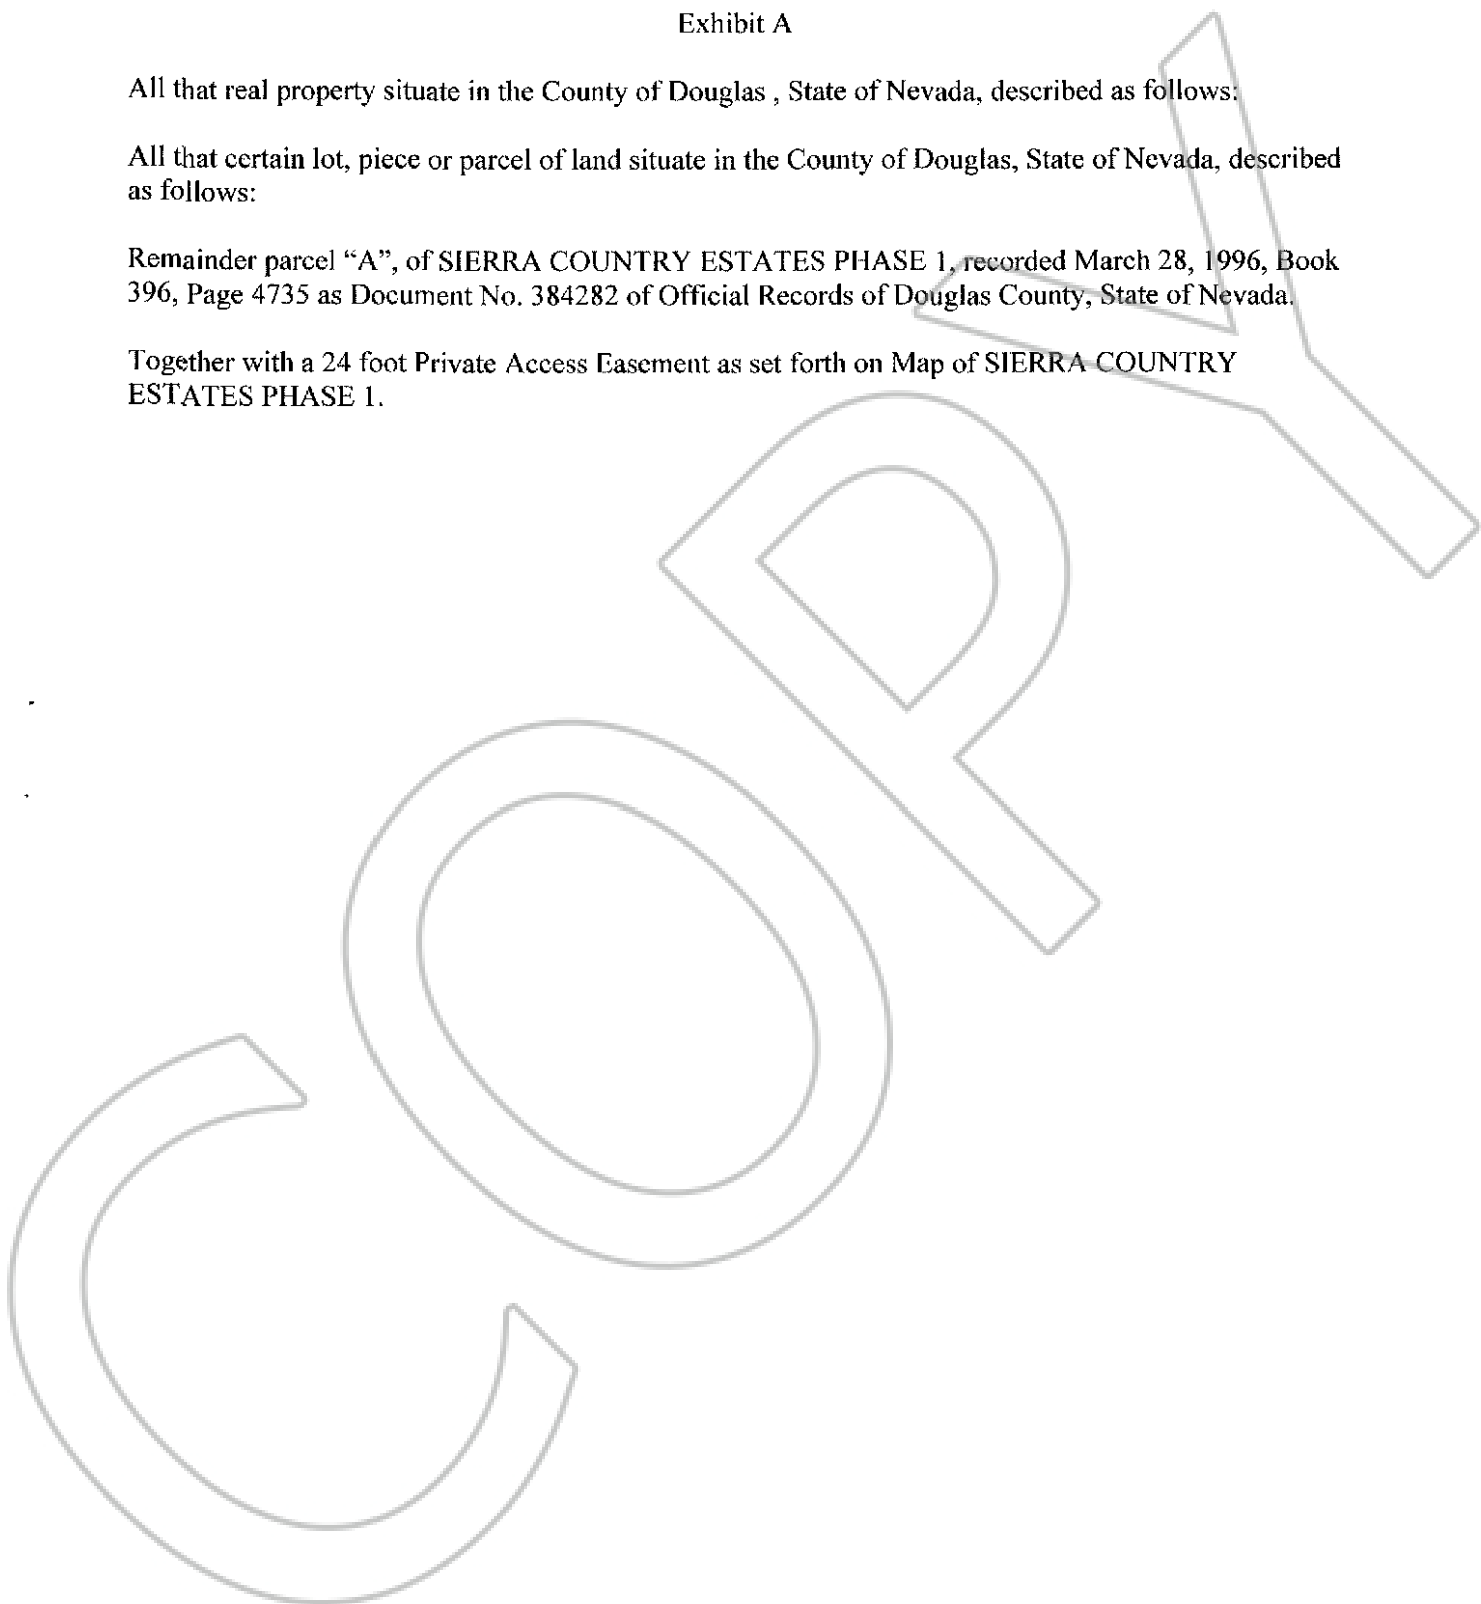 Exhibit A
All that real property situate in the County of Douglas , State of Nevada, described as follows:
All that certain lot, piece or parcel of land situate in the County of Douglas, State of Nevada, described
as follows:
Remainder parcel “A”, of SIERRA COUNTRY ESTATES PHASE 1, recorded March 28, 1996, Book
396, Page 4735 as Document No. 384282 of Official Records of Douglas County, State of Nevada.
Together with a 24 foot Private Access Easement as set forth on Map of SIERRA COUNTRY
ESTATES PHASE 1.
COPY